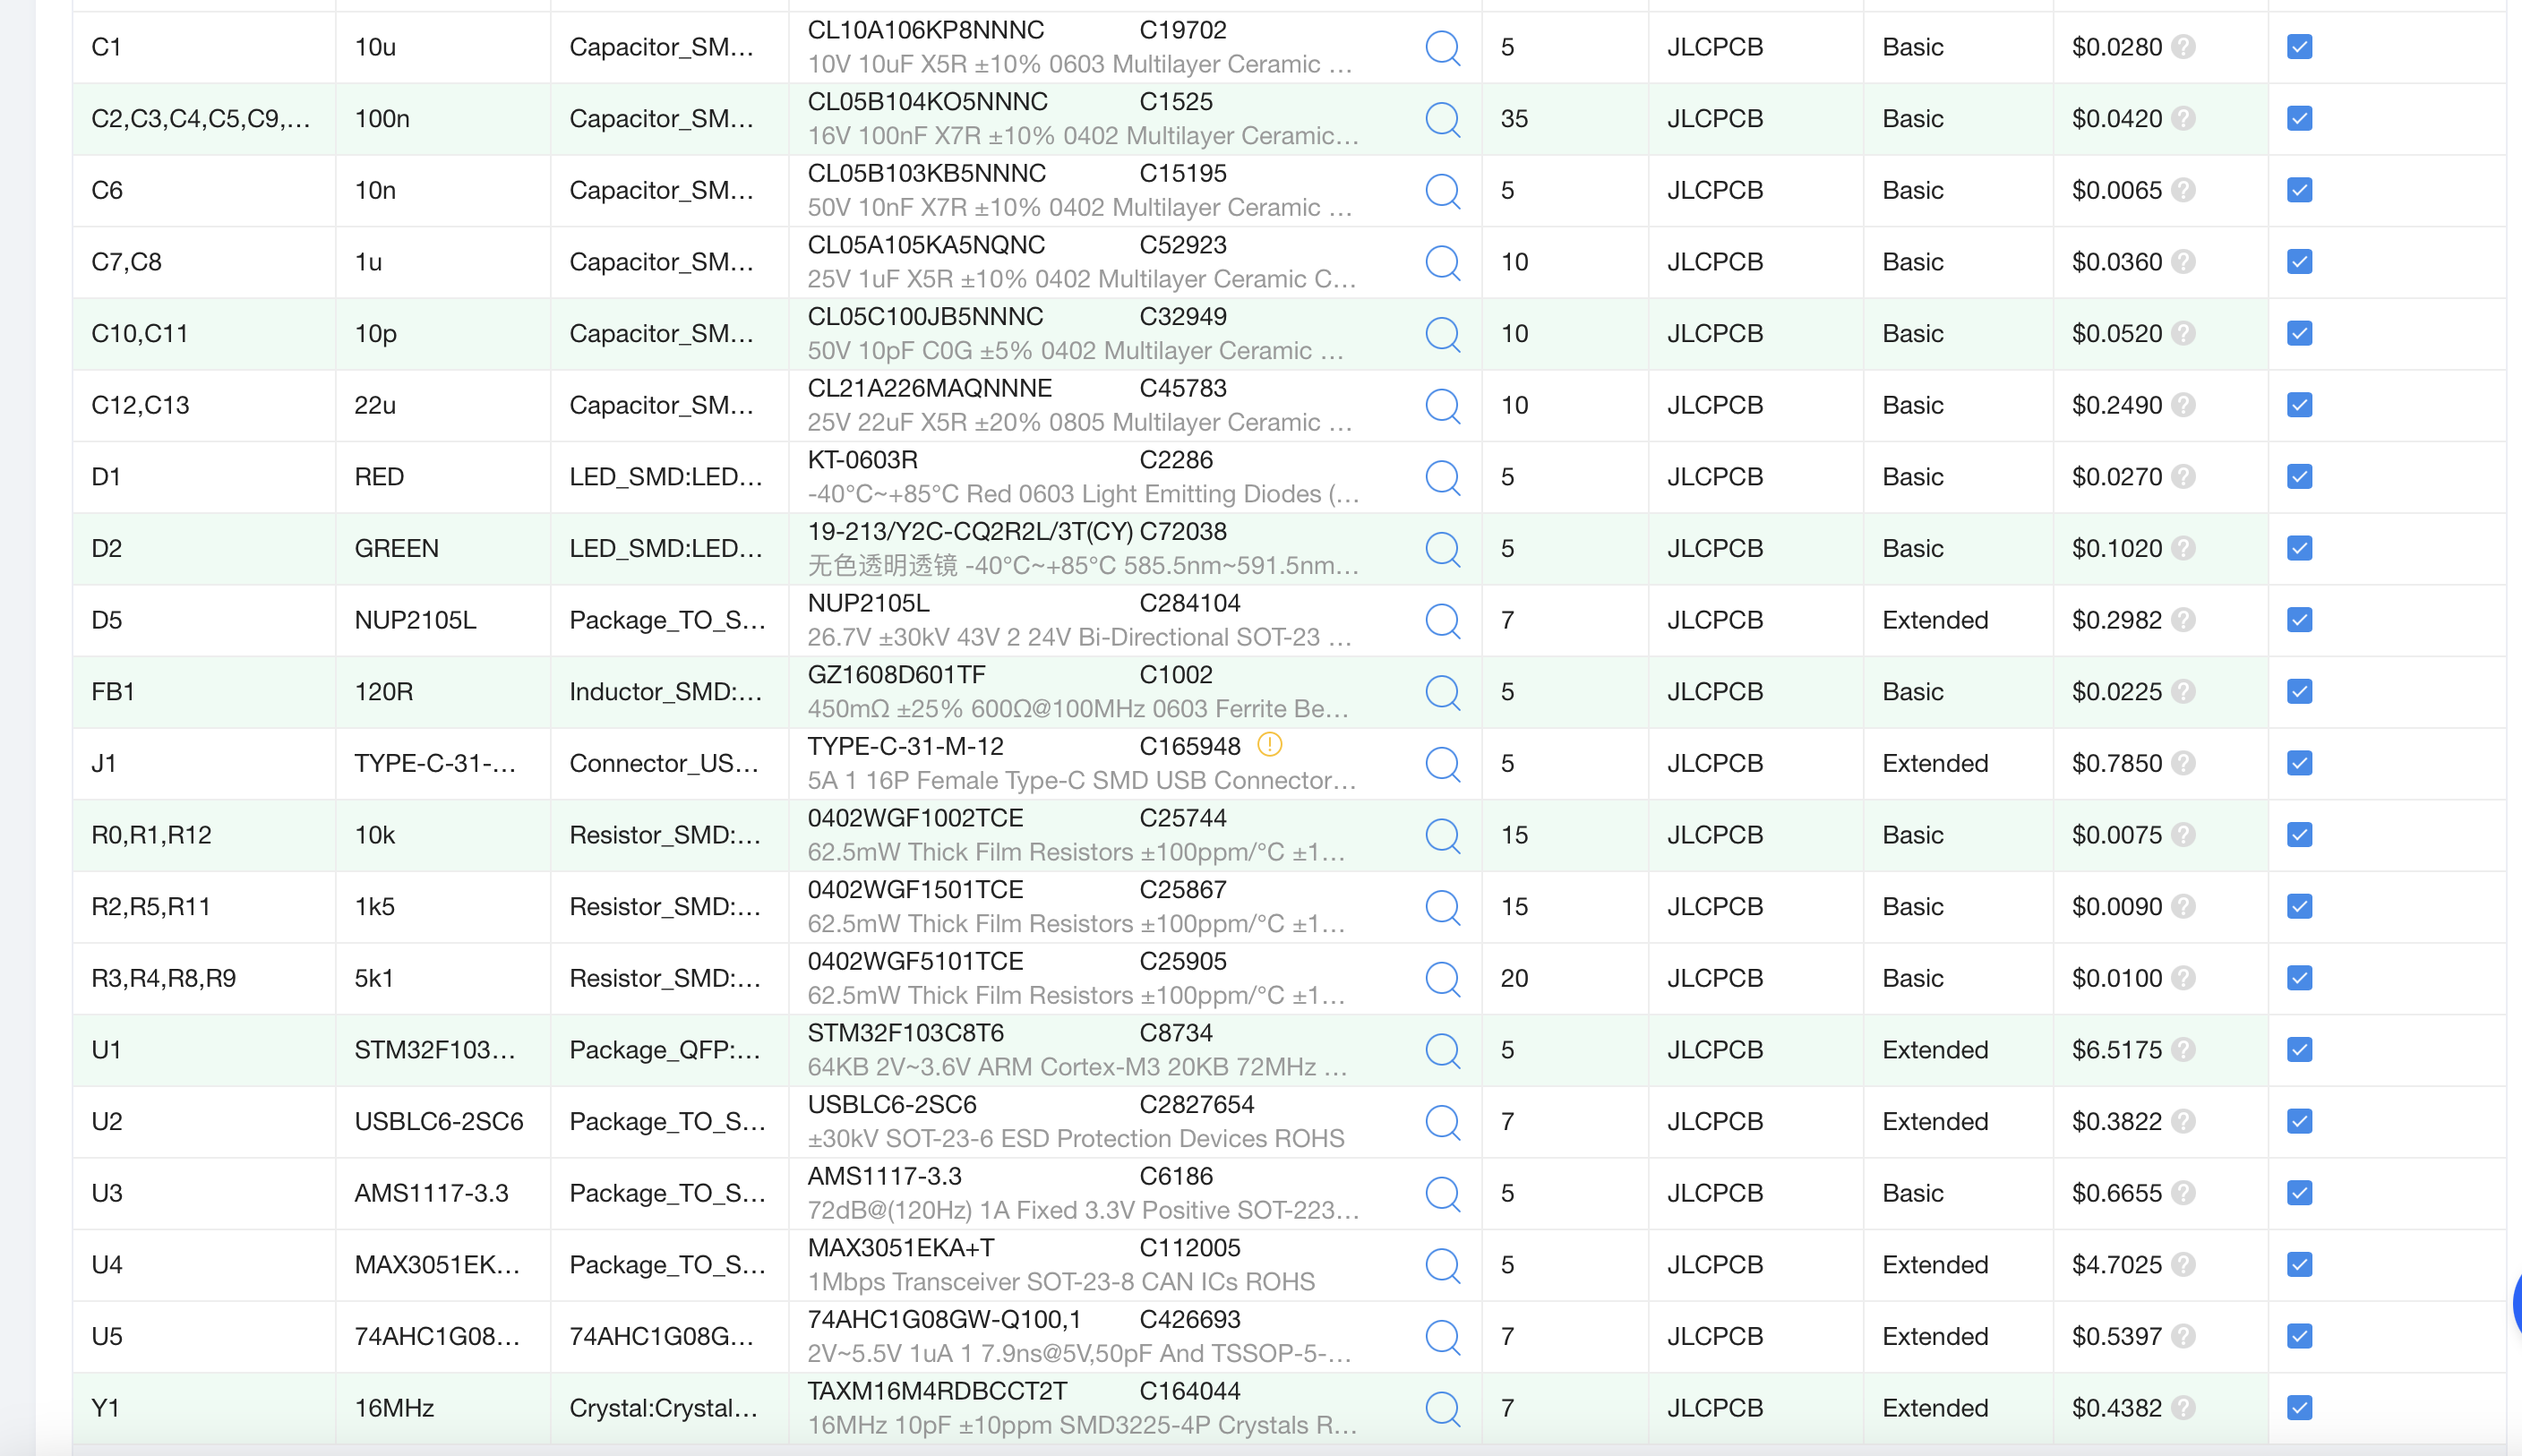 C1 10u Capacitor_SM... CL10A106KP8NNNC C19702 5 JLCPCB Basic $0.0280 ?
10V 10uF X5R ±10% 0603 Multilayer Ceramic ...
C2,C3,C4,C5,C9,... 100n Capacitor_SM... CL05B104KO5NNNC C1525 35 JLCPCB Basic $0.0420 ?
16V 100nF X7R ±10% 0402 Multilayer Ceramic...
C6 10n Capacitor_SM... CL05B103KB5NNNC C15195 5 JLCPCB Basic $0.0065 ?
50V 10nF X7R ±10% 0402 Multilayer Ceramic ...
C7,C8 1u Capacitor_SM... CL05A105KA5NQNC C52923 10 JLCPCB Basic $0.0360 ?
25V 1uF X5R ±10% 0402 Multilayer Ceramic C...
C10,C11 10p Capacitor_SM... CL05C100JB5NNNC C32949 10 JLCPCB Basic $0.0520 ?
50V 10pF C0G ±5% 0402 Multilayer Ceramic ...
C12,C13 22u Capacitor_SM... CL21A226MAQNNNE C45783 10 JLCPCB Basic $0.2490 ?
25V 22uF X5R ±20% 0805 Multilayer Ceramic ...
D1 RED LED_SMD:LED... KT-0603R C2286 5 JLCPCB Basic $0.0270 ?
-40°C~+85°C Red 0603 Light Emitting Diodes (...
D2 GREEN LED_SMD:LED... 19-213/Y2C-CQ2R2L/3T(CY) C72038 5 JLCPCB Basic $0.1020 ?
无色透明透镜 -40°C~+85°C 585.5nm~591.5nm...
D5 NUP2105L Package_TO_S... NUP2105L C284104 7 JLCPCB Extended $0.2982 ?
26.7V ±30kV 43V 2 24V Bi-Directional SOT-23 ...
FB1 120R Inductor_SMD:... GZ1608D601TF C1002 5 JLCPCB Basic $0.0225 ?
450mΩ ±25% 600Ω@100MHz 0603 Ferrite Be...
J1 TYPE-C-31-... Connector_US... TYPE-C-31-M-12 C165948 ! 5 JLCPCB Extended $0.7850 ?
5A 1 16P Female Type-C SMD USB Connector...
R0,R1,R12 10k Resistor_SMD:... 0402WGF1002TCE C25744 15 JLCPCB Basic $0.0075 ?
62.5mW Thick Film Resistors ±100ppm/°C ±1...
R2,R5,R11 1k5 Resistor_SMD:... 0402WGF1501TCE C25867 15 JLCPCB Basic $0.0090 ?
62.5mW Thick Film Resistors ±100ppm/°C ±1...
R3,R4,R8,R9 5k1 Resistor_SMD:... 0402WGF5101TCE C25905 20 JLCPCB Basic $0.0100 ?
62.5mW Thick Film Resistors ±100ppm/°C ±1...
U1 STM32F103... Package_QFP:... STM32F103C8T6 C8734 5 JLCPCB Extended $6.5175 ?
64KB 2V~3.6V ARM Cortex-M3 20KB 72MHz ...
U2 USBLC6-2SC6 Package_TO_S... USBLC6-2SC6 C2827654 7 JLCPCB Extended $0.3822 ?
±30kV SOT-23-6 ESD Protection Devices ROHS
U3 AMS1117-3.3 Package_TO_S... AMS1117-3.3 C6186 5 JLCPCB Basic $0.6655 ?
72dB@(120Hz) 1A Fixed 3.3V Positive SOT-223...
U4 MAX3051EK... Package_TO_S... MAX3051EKA+T C112005 5 JLCPCB Extended $4.7025 ?
1Mbps Transceiver SOT-23-8 CAN ICs ROHS
U5 74AHC1G08... 74AHC1G08G... 74AHC1G08GW-Q100,1 C426693 7 JLCPCB Extended $0.5397 ?
2V~5.5V 1uA 1 7.9ns@5V,50pF And TSSOP-5-...
Y1 16MHz Crystal:Crystal... TAXM16M4RDBCCT2T C164044 7 JLCPCB Extended $0.4382 ?
16MHz 10pF ±10ppm SMD3225-4P Crystals R...